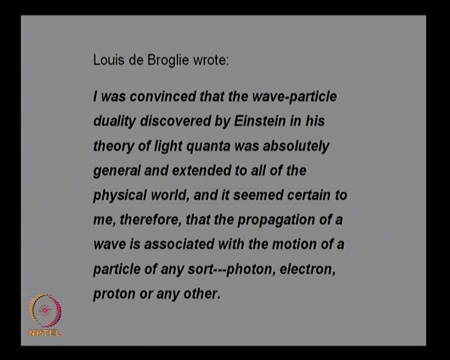 Louis de Broglie wrote:
I was convinced that the wave-particle
duality discovered by Einstein in his
theory of light quanta was absolutely
general and extended to all of the
physical world, and it seemed certain to
me, therefore, that the propagation of a
wave is associated with the motion of a
particle of any sort---photon, electron,
proton or any other.
NPTEL